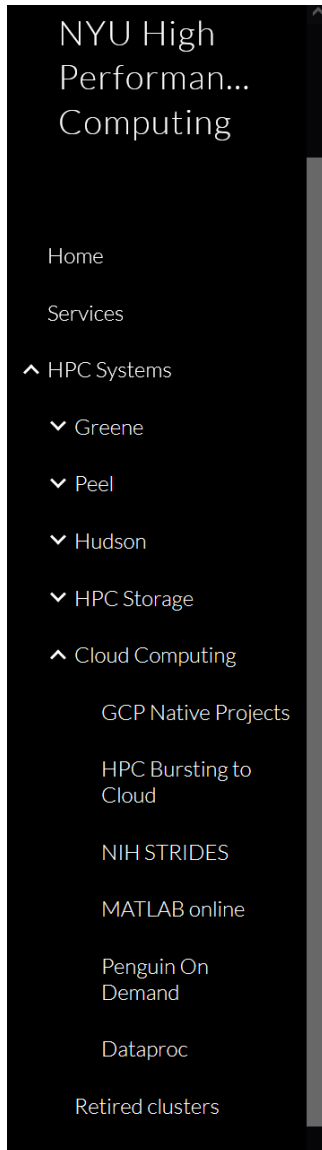 NYU High
Performan...
Computing
Home
Services
HPC Systems
Greene
Peel
Hudson
HPC Storage
Cloud Computing
GCP Native Projects
HPC Bursting to
Cloud
NIH STRIDES
MATLAB online
Penguin On
Demand
Dataproc
Retired clusters